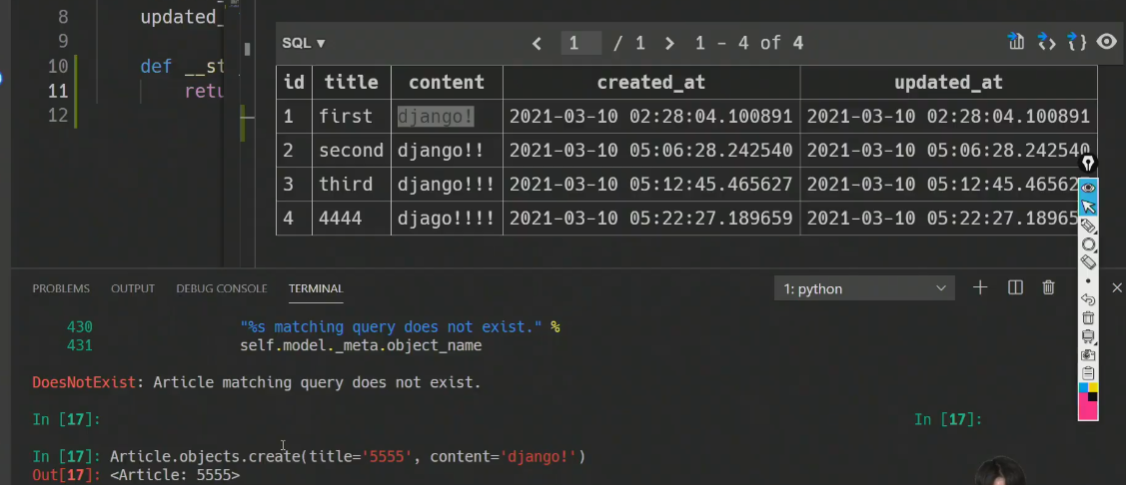 8 updated_
9
10 def __st
11 retu
12
SQL ▾ < 1 / 1 > 1 - 4 of 4
id title content created_at updated_at
1 first django! 2021-03-10 02:28:04.100891 2021-03-10 02:28:04.100891
2 second django!! 2021-03-10 05:06:28.242540 2021-03-10 05:06:28.242540
3 third django!!! 2021-03-10 05:12:45.465627 2021-03-10 05:12:45.46562
4 4444 djago!!!! 2021-03-10 05:22:27.189659 2021-03-10 05:22:27.18965
PROBLEMS OUTPUT DEBUG CONSOLE TERMINAL 1: python
430 "%s matching query does not exist." %
431 self.model._meta.object_name
DoesNotExist: Article matching query does not exist.
In [17]: In [17]:
In [17]: Article.objects.create(title='5555', content='django!')
Out[17]: <Article: 5555>